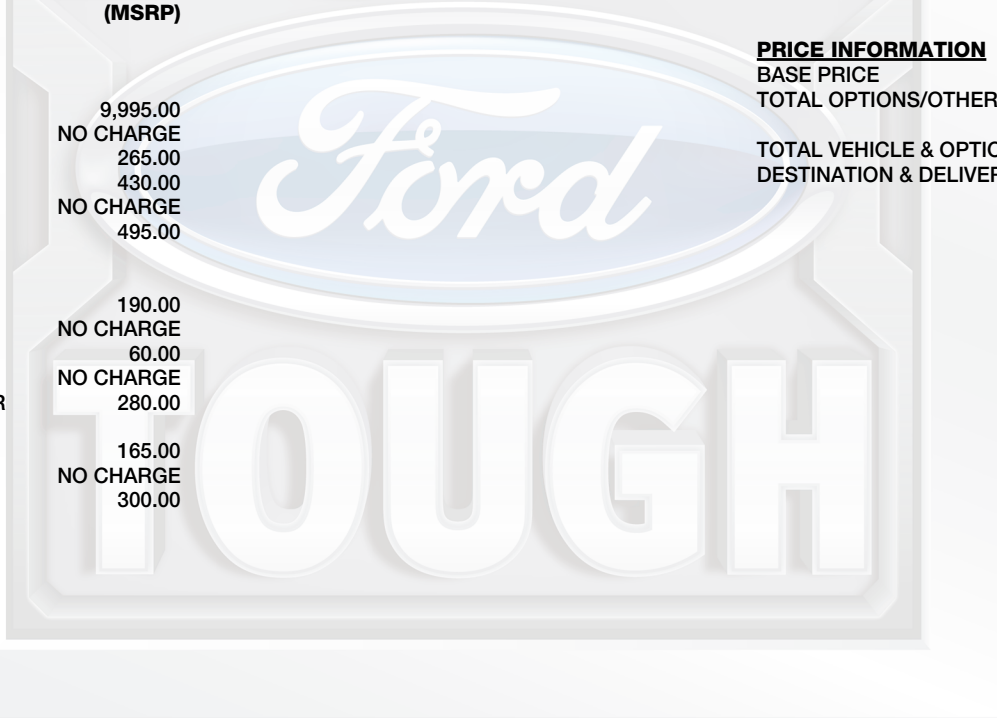 (MSRP)
9,995.00
NO CHARGE
265.00
430.00
NO CHARGE
495.00
190.00
NO CHARGE
60.00
NO CHARGE
R 280.00
165.00
NO CHARGE
300.00
PRICE INFORMATION
BASE PRICE
TOTAL OPTIONS/OTHER
TOTAL VEHICLE & OPTIO
DESTINATION & DELIVER
Ford
TOUGH